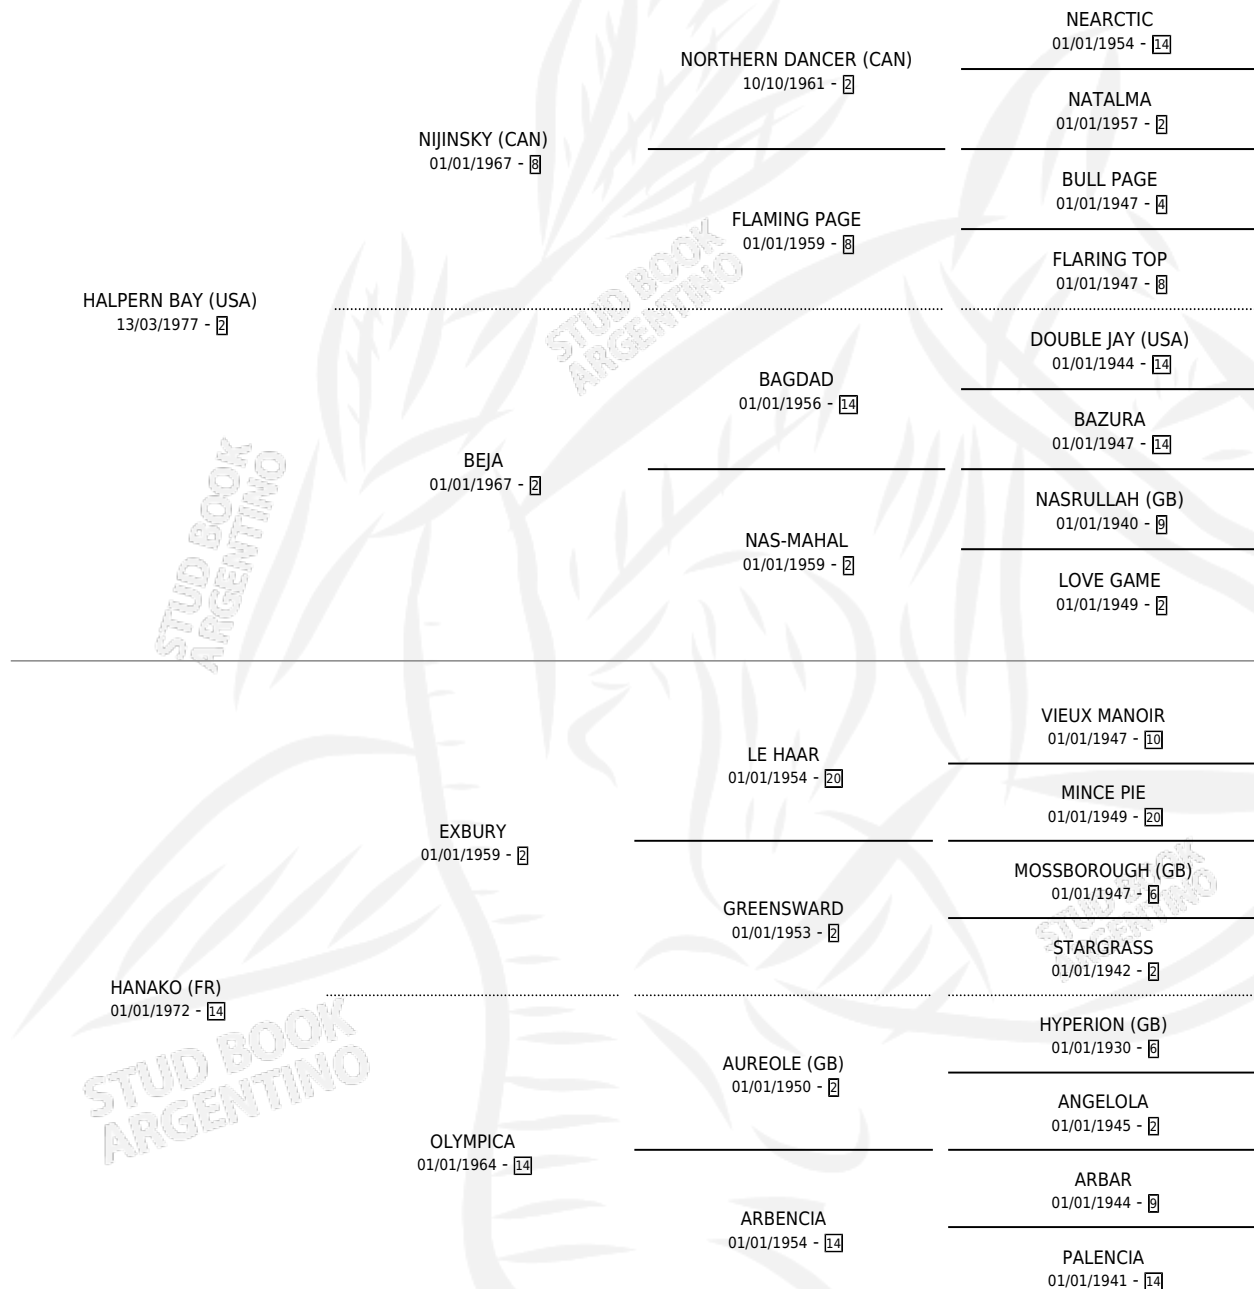 NEARCTIC
01/01/1954 - 14
NORTHERN DANCER (CAN)
10/10/1961 - 2
NATALMA
01/01/1957 - 2
NIJINSKY (CAN)
01/01/1967 - 8
BULL PAGE
01/01/1947 - 4
FLAMING PAGE
01/01/1959 - 8
FLARING TOP
01/01/1947 - 8
HALPERN BAY (USA)
13/03/1977 - 2
STUD BOOK
ARGENTINO
DOUBLE JAY (USA)
01/01/1944 - 14
BAGDAD
01/01/1956 - 14
BAZURA
01/01/1947 - 14
BEJA
01/01/1967 - 2
NASRULLAH (GB)
01/01/1940 - 9
NAS-MAHAL
01/01/1959 - 2
LOVE GAME
01/01/1949 - 2
STUD BOOK
ARGENTINO
VIEUX MANOIR
01/01/1947 - 10
LE HAAR
01/01/1954 - 20
MINCE PIE
01/01/1949 - 20
EXBURY
01/01/1959 - 2
MOSSBOROUGH (GB)
01/01/1947 - 6
GREENSWARD
01/01/1953 - 2
STARGRASS
01/01/1942 - 2
STUD BOOK
ARGENTINO
HANAKO (FR)
01/01/1972 - 14
HYPERION (GB)
01/01/1930 - 6
AUREOLE (GB)
01/01/1950 - 2
ANGELOLA
01/01/1945 - 2
STUD BOOK
ARGENTINO
OLYMPICA
01/01/1964 - 14
ARBAR
01/01/1944 - 9
ARBENCIA
01/01/1954 - 14
PALENCIA
01/01/1941 - 14